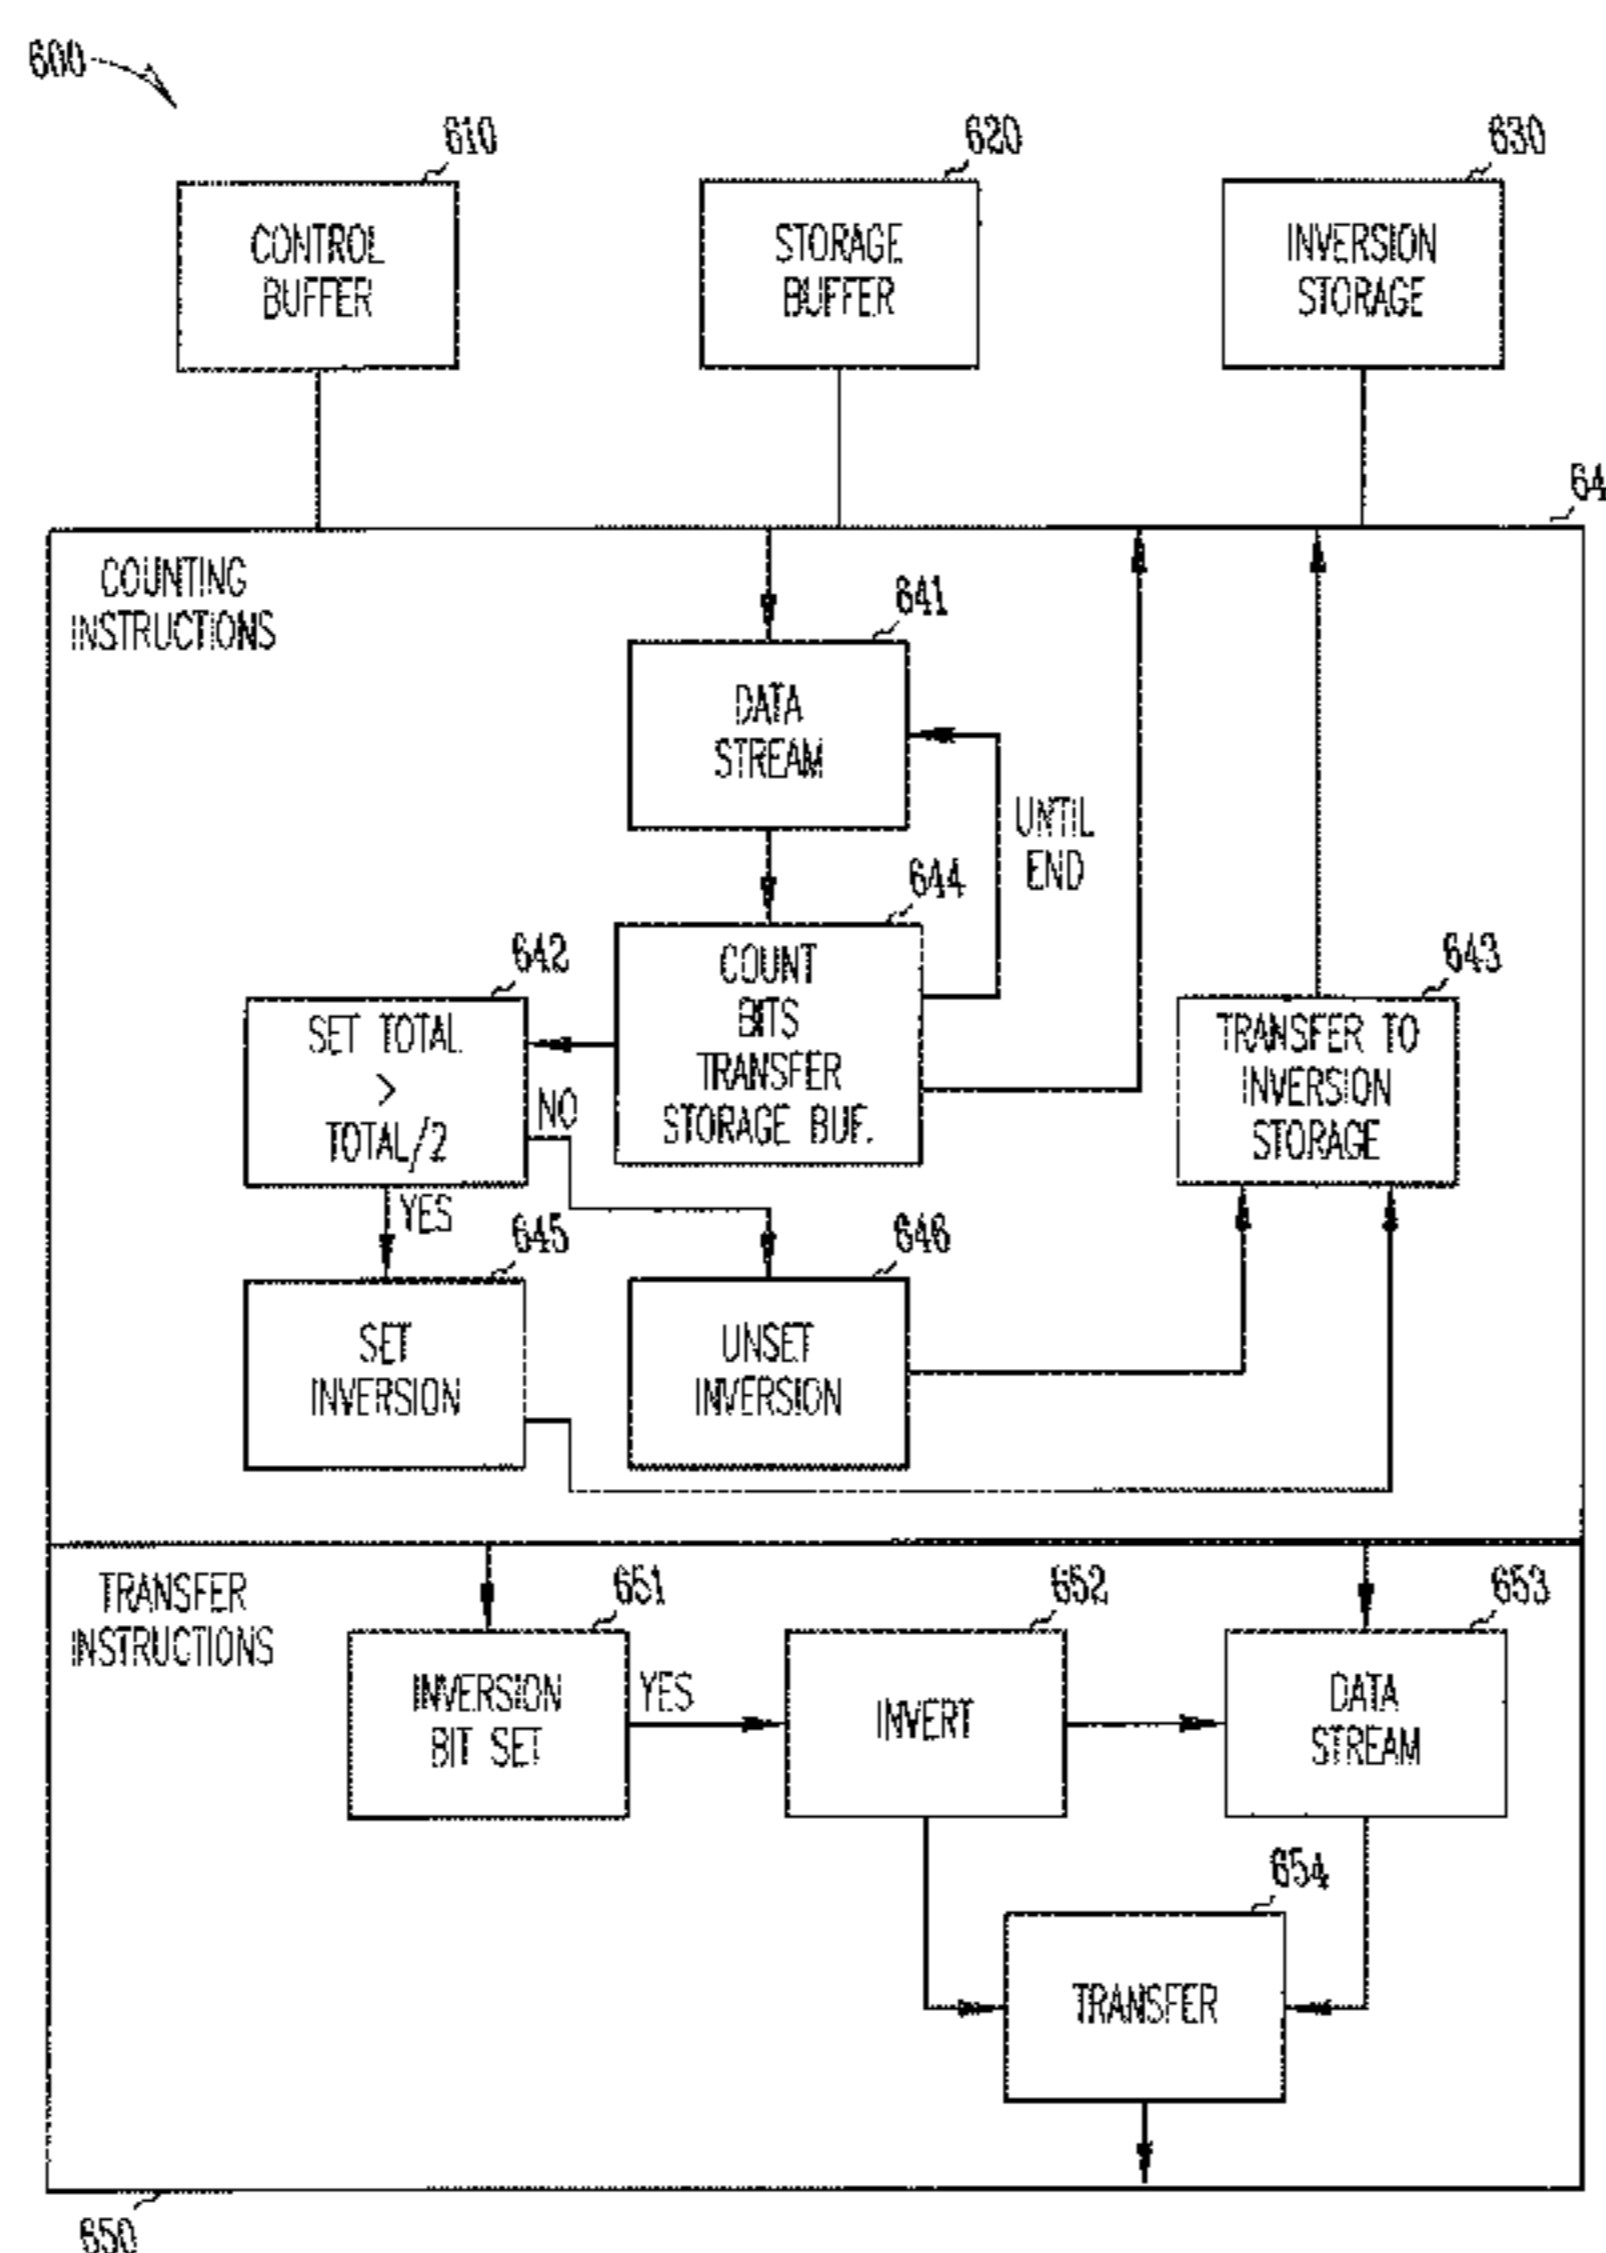 600
610
620
630
CONTROL
BUFFER
STORAGE
BUFFER
INVERSION
STORAGE
64
COUNTING
INSTRUCTIONS
641
DATA
STREAM
UNTIL
END
644
COUNT
BITS
TRANSFER
STORAGE BUF.
642
SET TOTAL
>
TOTAL/2
NO
YES
643
TRANSFER TO
INVERSION
STORAGE
645
SET
INVERSION
646
UNSET
INVERSION
TRANSFER
INSTRUCTIONS
651
INVERSION
BIT SET
YES
652
INVERT
653
DATA
STREAM
654
TRANSFER
650